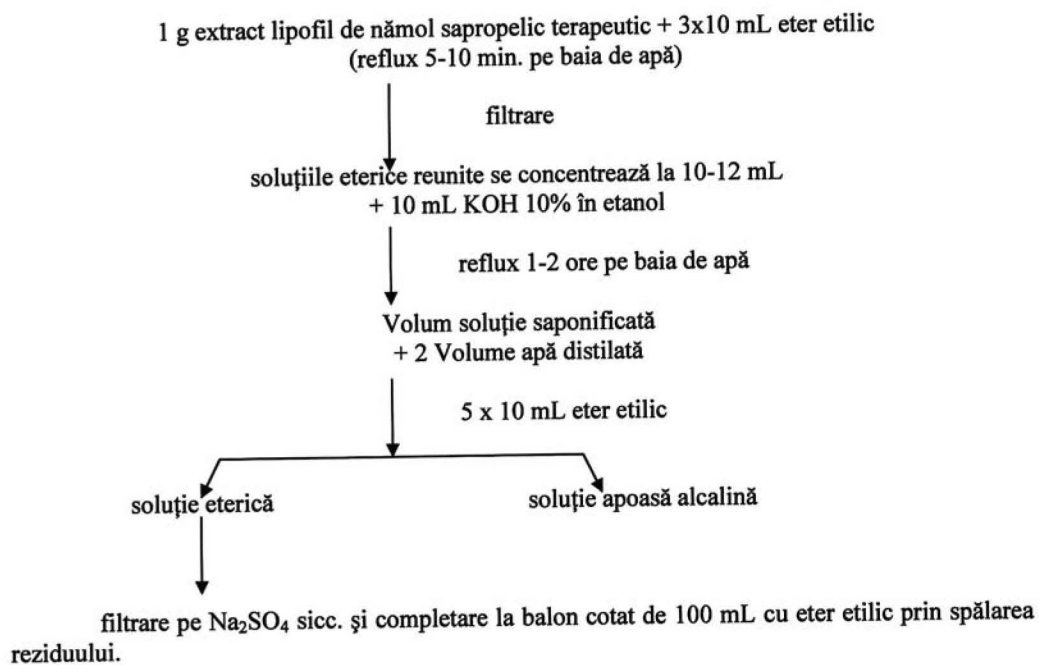 1 g extract lipofil de nămol sapropelic terapeutic + 3x10 mL eter etilic
(reflux 5-10 min. pe baia de apă)
filtrare
soluțiile eterice reunite se concentrează la 10-12 mL
+ 10 mL KOH 10% în etanol
reflux 1-2 ore pe baia de apă
Volum soluție saponificată
+ 2 Volume apă distilată
5 x 10 mL eter etilic
soluție eterică
soluție apoasă alcalină
filtrare pe Na₂SO₄ sicc. şi completare la balon cotat de 100 mL cu eter etilic prin spălarea
reziduului.